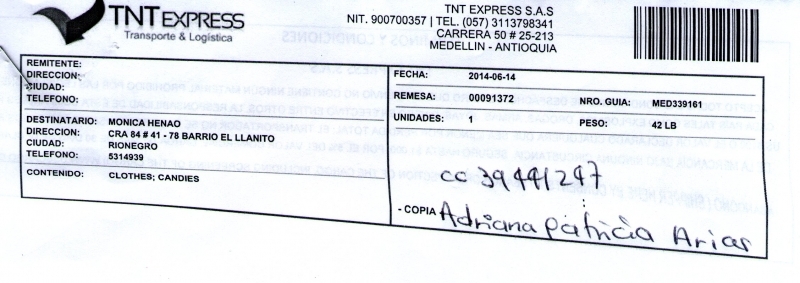 TNT EXPRESS
Transporte & Logística
TNT EXPRESS S.A.S
NIT. 900700357 | TEL. (057) 3113798341
CARRERA 50 # 25-213
MEDELLIN - ANTIOQUIA
REMITENTE:
DIRECCION:
CIUDAD:
TELEFONO:
DESTINATARIO: MONICA HENAO
DIRECCION: CRA 84 # 41 - 78 BARRIO EL LLANO
CIUDAD: RIONEGRO
TELEFONO: 5314939
CONTENIDO: CLOTHES; CANDIES
FECHA: 2014-06-14
REMESA: 00091372 NRO. GUIA: MED339161
UNIDADES: 1 PESO: 42 LB
cc 39441247
- COPIA Adriana Patricia Arias